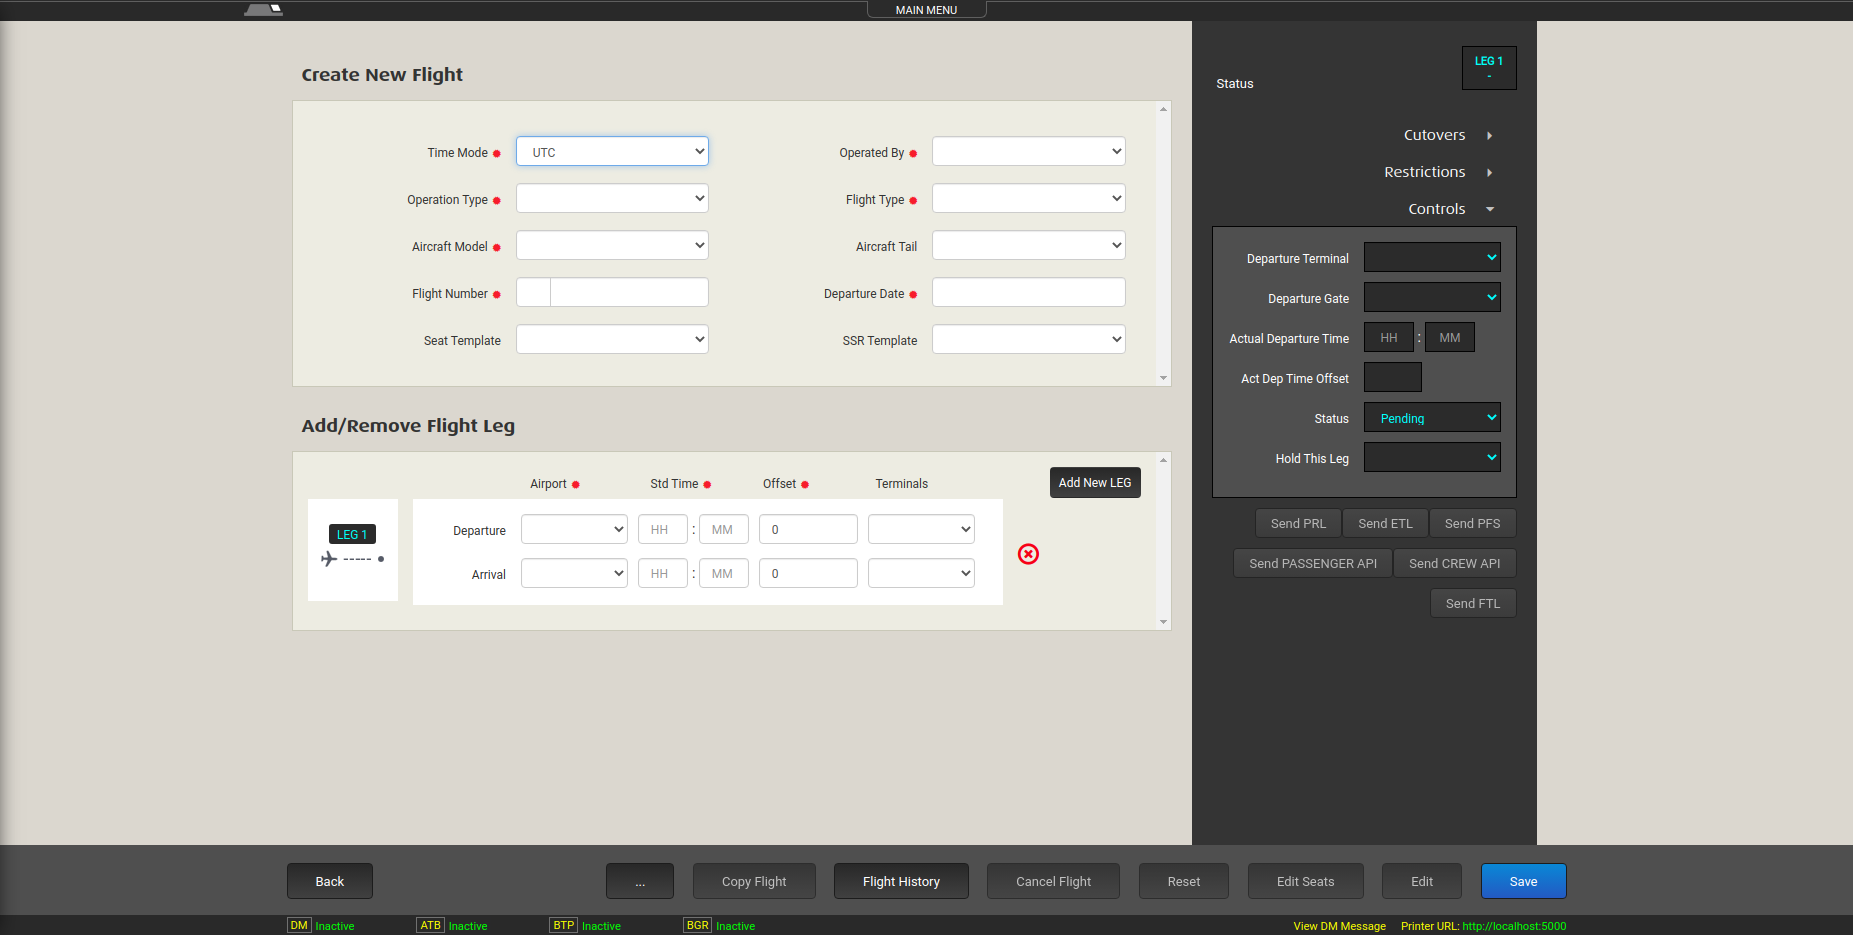 MAIN MENU
Create New Flight
Time Mode UTC Operated By
Operation Type Flight Type
Aircraft Model Aircraft Tail
Flight Number Departure Date
Seat Template SSR Template
Add/Remove Flight Leg
Airport Std Time Offset Terminals Add New LEG
LEG 1
Departure HH : MM 0
Arrival HH : MM 0
LEG 1
-
Status
Cutovers
Restrictions
Controls
Departure Terminal
Departure Gate
Actual Departure Time HH : MM
Act Dep Time Offset
Status Pending
Hold This Leg
Send PRL Send ETL Send PFS
Send PASSENGER API Send CREW API
Send FTL
Back ... Copy Flight Flight History Cancel Flight Reset Edit Seats Edit Save
DM Inactive ATB Inactive BTP Inactive BGR Inactive View DM Message Printer URL: http://localhost:5000